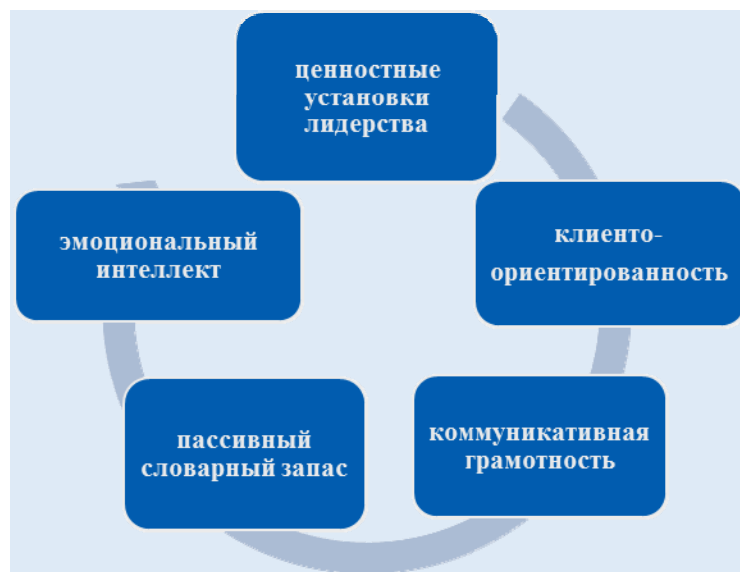 ценностные
установки
лидерства
клиенто-
ориентированность
коммуникативная
грамотность
пассивный
словарный запас
эмоциональный
интеллект